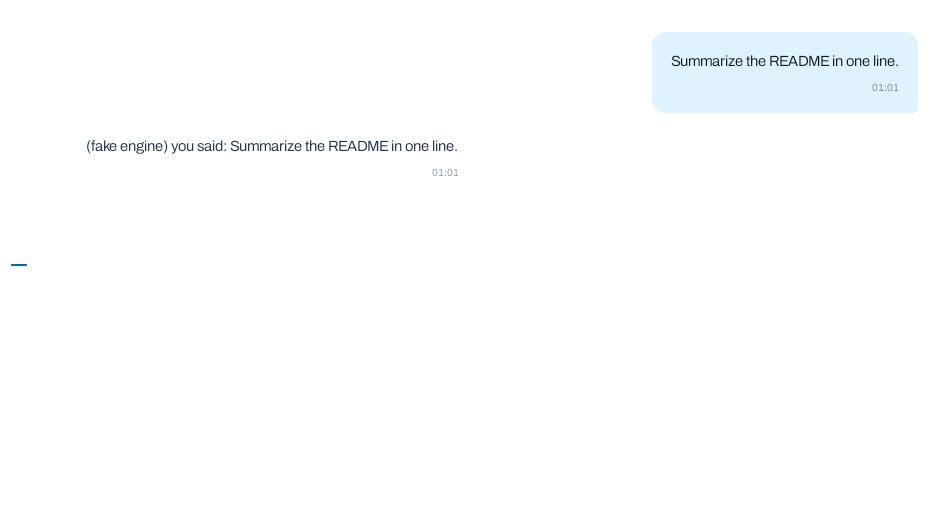 Summarize the README in one line.
01:01
(fake engine) you said: Summarize the README in one line.
01:01